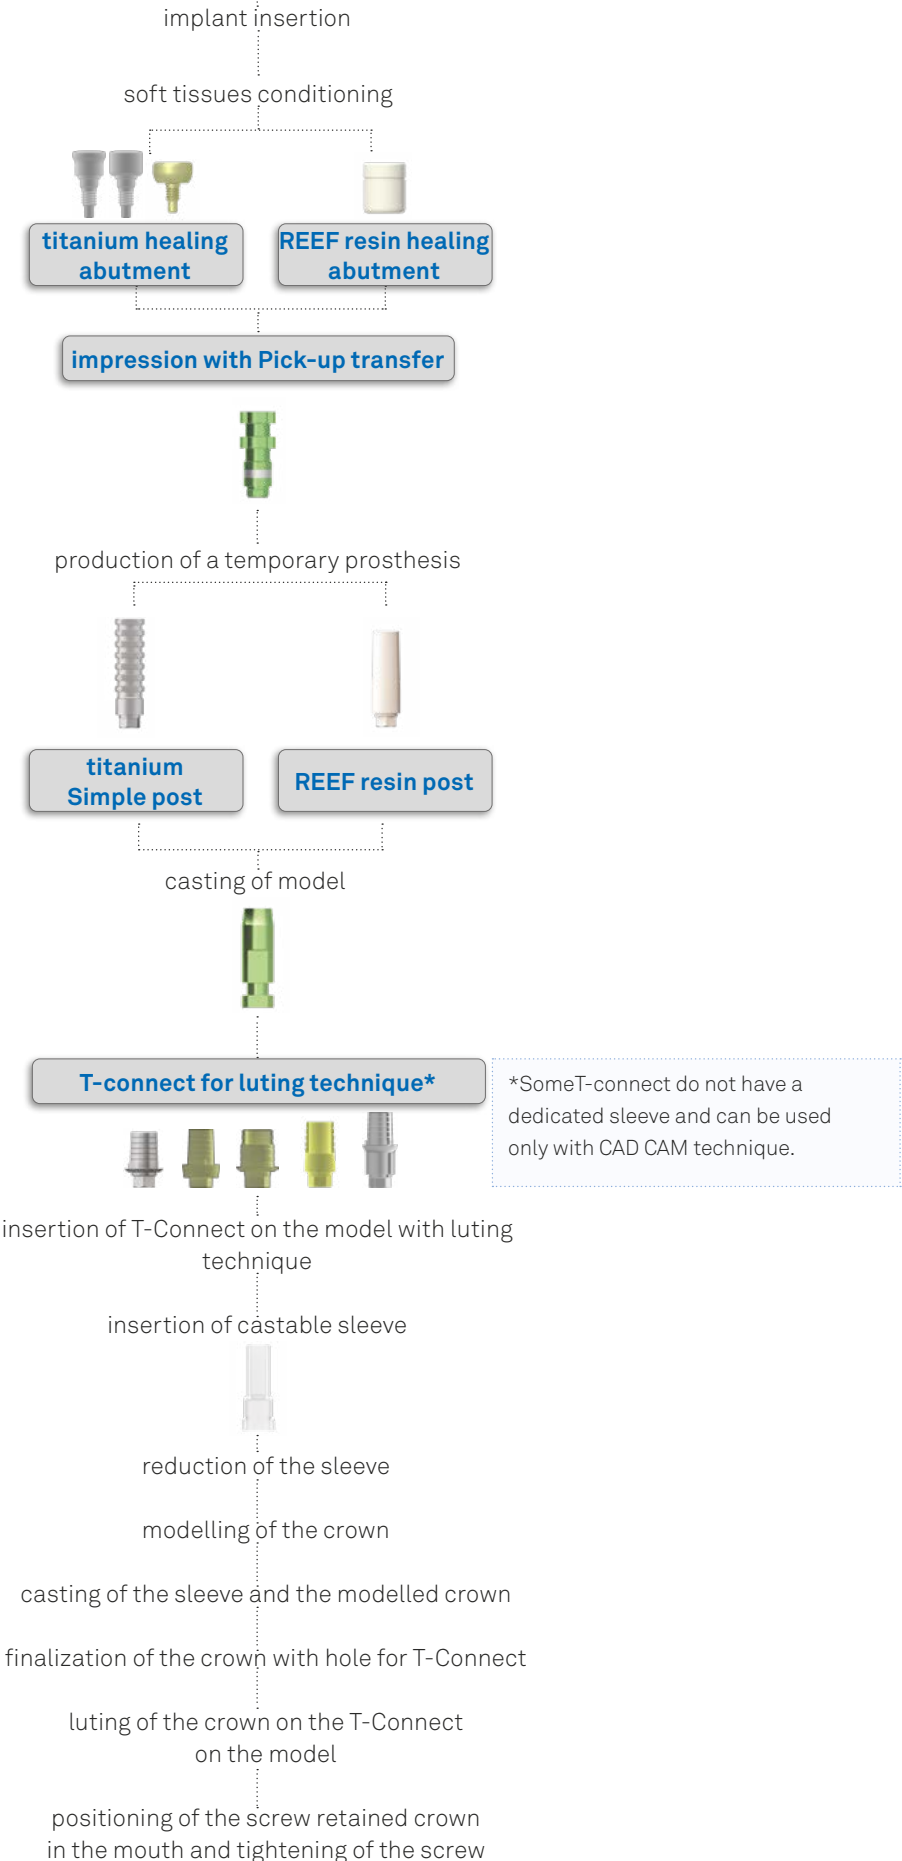 implant insertion
soft tissues conditioning
titanium healing
abutment
REEF resin healing
abutment
impression with Pick-up transfer
production of a temporary prosthesis
titanium
Simple post
REEF resin post
casting of model
T-connect for luting technique*
*SomeT-connect do not have a
dedicated sleeve and can be used
only with CAD CAM technique.
insertion of T-Connect on the model with luting
technique
insertion of castable sleeve
reduction of the sleeve
modelling of the crown
casting of the sleeve and the modelled crown
finalization of the crown with hole for T-Connect
luting of the crown on the T-Connect
on the model
positioning of the screw retained crown
in the mouth and tightening of the screw